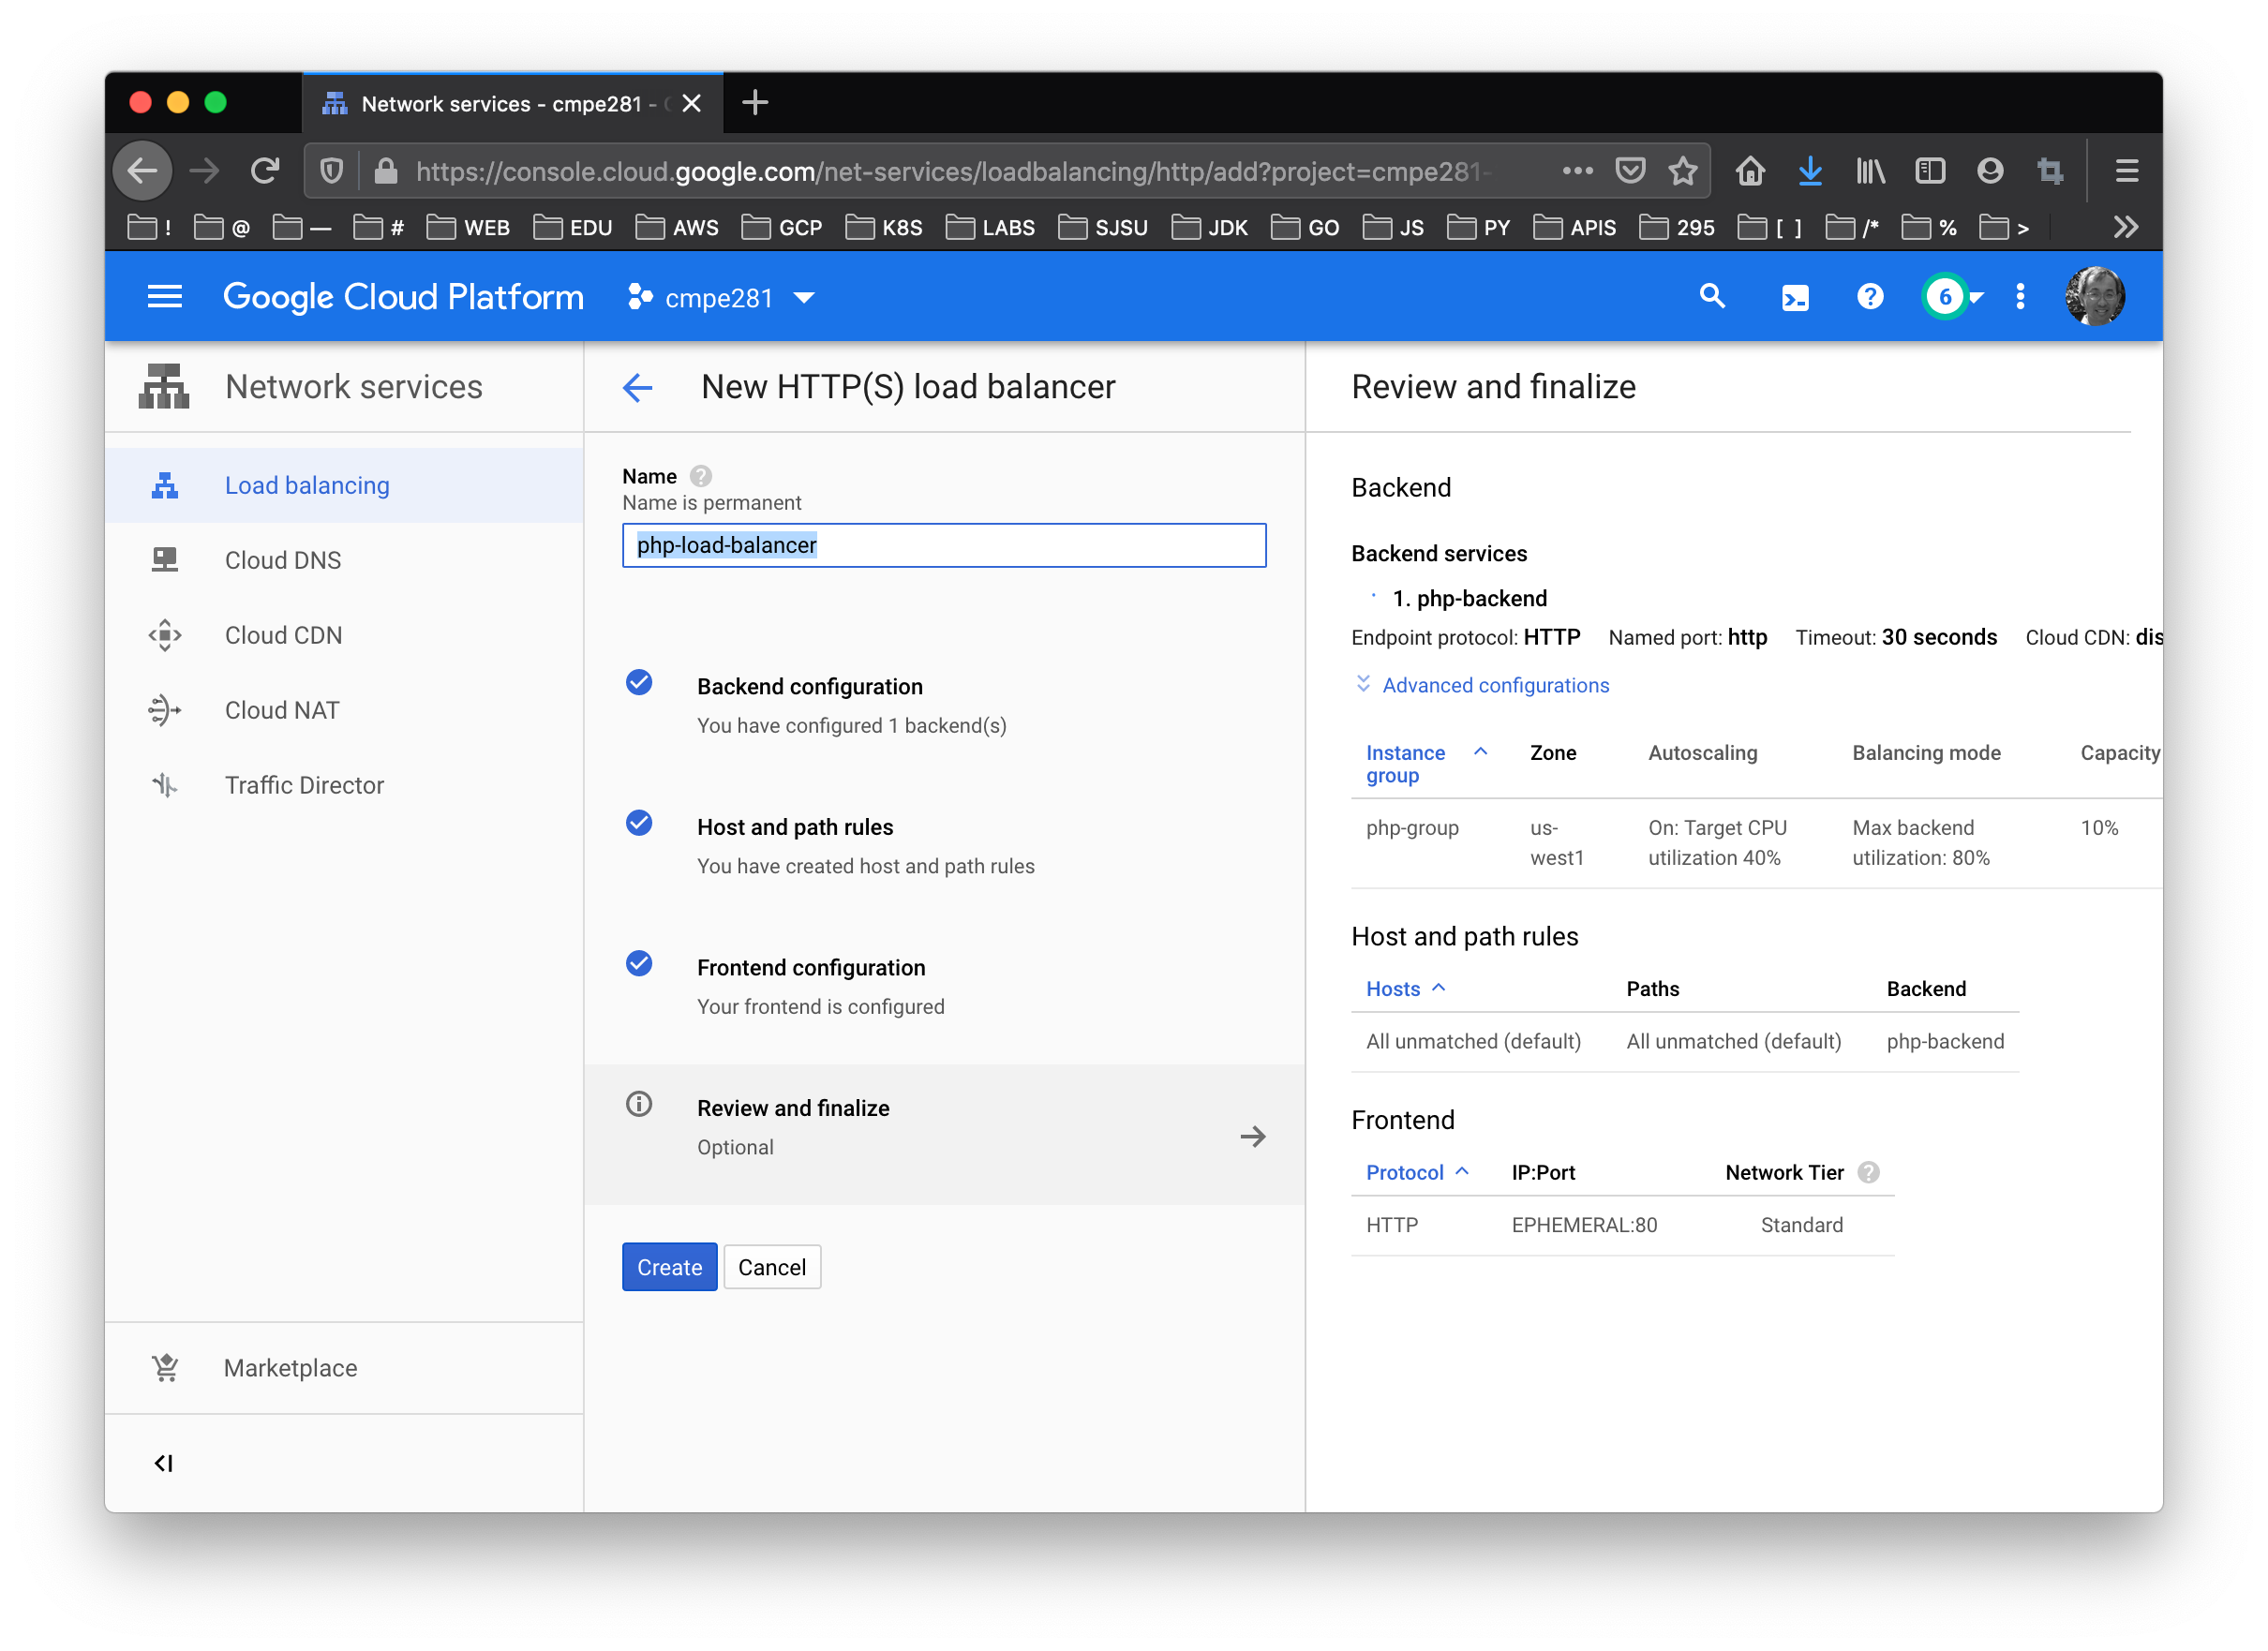 Network services - cmpe281 -
https://console.cloud.google.com/net-services/loadbalancing/http/add?project=cmpe281-
! @ — # WEB EDU AWS GCP K8S LABS SJSU JDK GO JS PY APIS 295 [ ] /* % >
Google Cloud Platform cmpe281 6
Network services
Load balancing
Cloud DNS
Cloud CDN
Cloud NAT
Traffic Director
Marketplace
New HTTP(S) load balancer
Name
Name is permanent
php-load-balancer
Backend configuration
You have configured 1 backend(s)
Host and path rules
You have created host and path rules
Frontend configuration
Your frontend is configured
Review and finalize
Optional
Create Cancel
Review and finalize
Backend
Backend services
1. php-backend
Endpoint protocol: HTTP Named port: http Timeout: 30 seconds Cloud CDN: dis
Advanced configurations
Instance group Zone Autoscaling Balancing mode Capacity
php-group us-west1 On: Target CPU utilization 40% Max backend utilization: 80% 10%
Host and path rules
Hosts Paths Backend
All unmatched (default) All unmatched (default) php-backend
Frontend
Protocol IP:Port Network Tier
HTTP EPHEMERAL:80 Standard